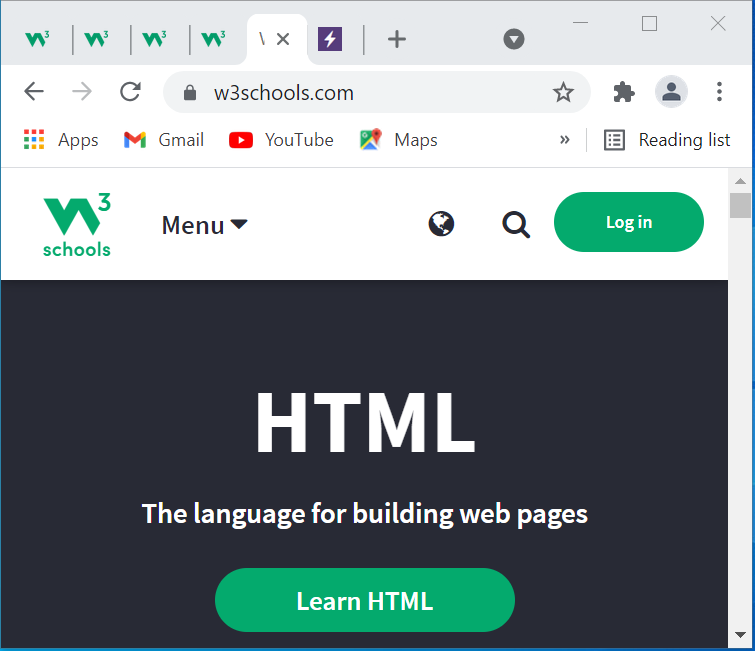 w3schools.com
Apps Gmail YouTube Maps » Reading list
W3 schools Menu Log in
HTML
The language for building web pages
Learn HTML